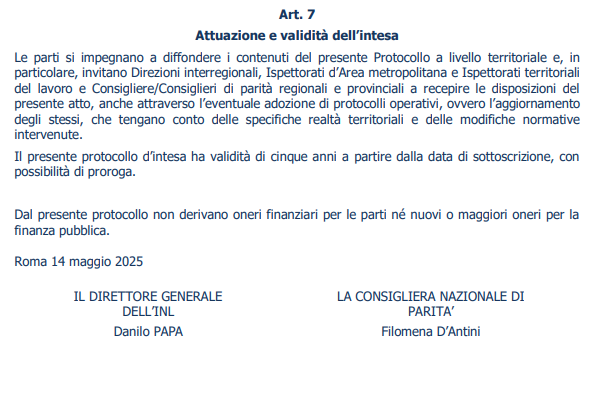 Art. 7
Attuazione e validità dell’intesa
Le parti si impegnano a diffondere i contenuti del presente Protocollo a livello territoriale e, in
particolare, invitano Direzioni interregionali, Ispettorati d’Area metropolitana e Ispettorati territoriali
del lavoro e Consigliere/Consiglieri di parità regionali e provinciali a recepire le disposizioni del
presente atto, anche attraverso l’eventuale adozione di protocolli operativi, ovvero l’aggiornamento
degli stessi, che tengano conto delle specifiche realtà territoriali e delle modifiche normative
intervenute.
Il presente protocollo d’intesa ha validità di cinque anni a partire dalla data di sottoscrizione, con
possibilità di proroga.
Dal presente protocollo non derivano oneri finanziari per le parti né nuovi o maggiori oneri per la
finanza pubblica.
Roma 14 maggio 2025
IL DIRETTORE GENERALE
DELL’INL
Danilo PAPA
LA CONSIGLIERA NAZIONALE DI
PARITA’
Filomena D’Antini